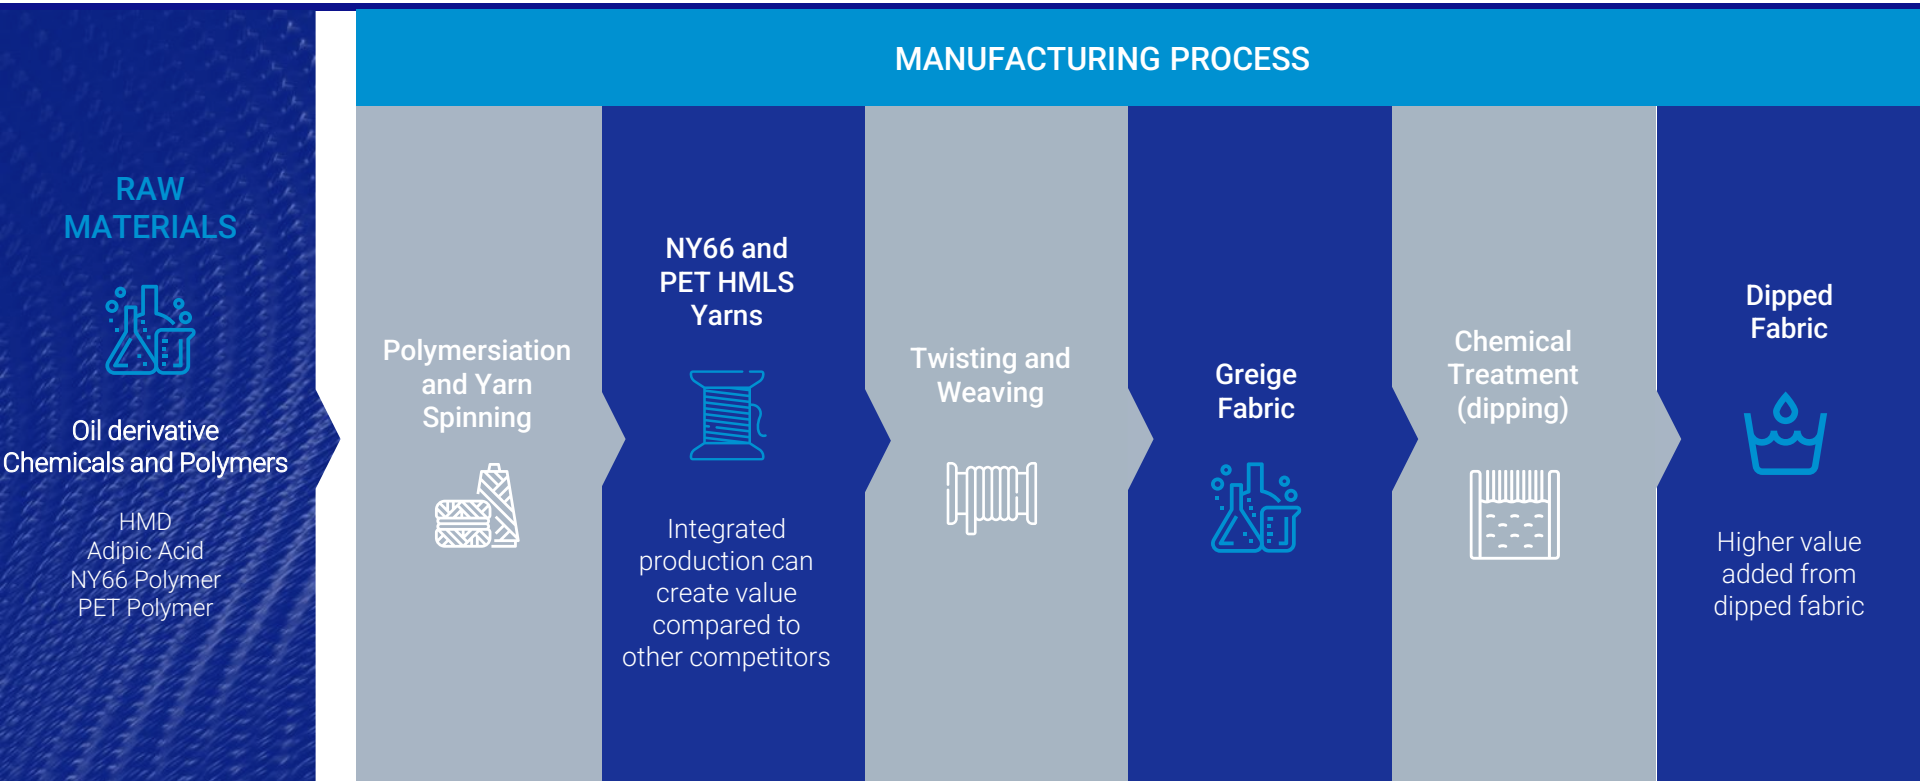 MANUFACTURING PROCESS
RAW
MATERIALS
Oil derivative
Chemicals and Polymers
HMD
Adipic Acid
NY66 Polymer
PET Polymer
Polymersiation
and Yarn
Spinning
NY66 and
PET HMLS
Yarns
Integrated
production can
create value
compared to
other competitors
Twisting and
Weaving
Greige
Fabric
Chemical
Treatment
(dipping)
Dipped
Fabric
Higher value
added from
dipped fabric